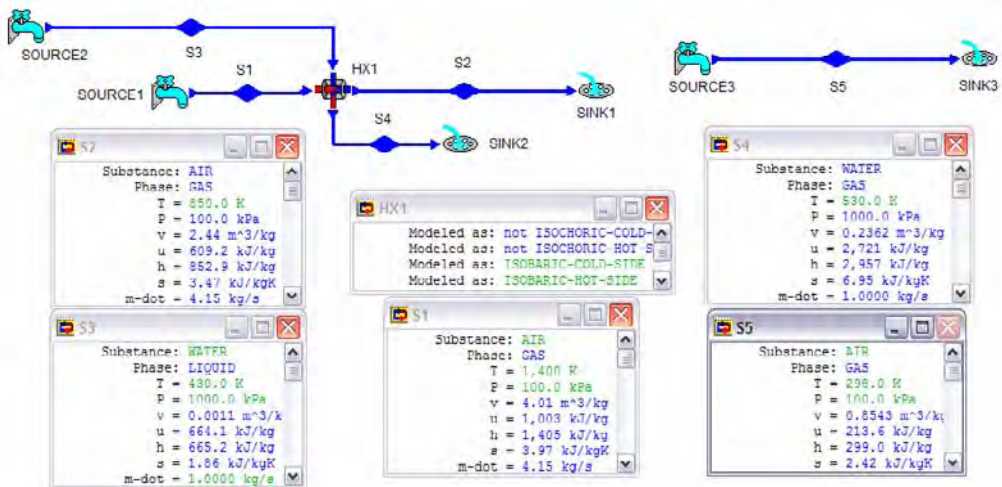 SOURCE2
S3
SOURCE1
S1
HX1
S2
SINK1
S4
SINK2
SOURCE3
S5
SINK3
S2
Substance: AIR
Phase: GAS
T = 850.0 K
P = 100.0 kPa
v = 2.44 m^3/kg
u = 609.2 kJ/kg
h = 852.9 kJ/kg
s = 3.47 kJ/kgK
m-dot = 4.15 kg/s
HX1
Modeled as: not ISOCHORIC-COLD-
Modeled as: not ISOCHORIC-HOT-S
Modeled as: ISOBARIC-COLD-SIDE
Modeled as: ISOBARIC-HOT-SIDE
S4
Substance: WATER
Phase: GAS
T = 530.0 K
P = 1000.0 kPa
v = 0.2362 m^3/kg
u = 2,721 kJ/kg
h = 2,957 kJ/kg
s = 6.95 kJ/kgK
m-dot = 1.0000 kg/s
S3
Substance: WATER
Phase: LIQUID
T = 430.0 K
P = 1000.0 kPa
v = 0.0011 m^3/k
u = 664.1 kJ/kg
h = 665.2 kJ/kg
s = 1.86 kJ/kgK
m-dot = 1.0000 kg/s
S1
Substance: AIR
Phase: GAS
T = 1,400 K
P = 100.0 kPa
v = 4.01 m^3/kg
u = 1,003 kJ/kg
h = 1,405 kJ/kg
s = 3.97 kJ/kgK
m-dot = 4.15 kg/s
S5
Substance: AIR
Phase: GAS
T = 298.0 K
P = 100.0 kPa
v = 0.8543 m^3/k
u = 213.6 kJ/kg
h = 299.0 kJ/kg
s = 2.42 kJ/kgK